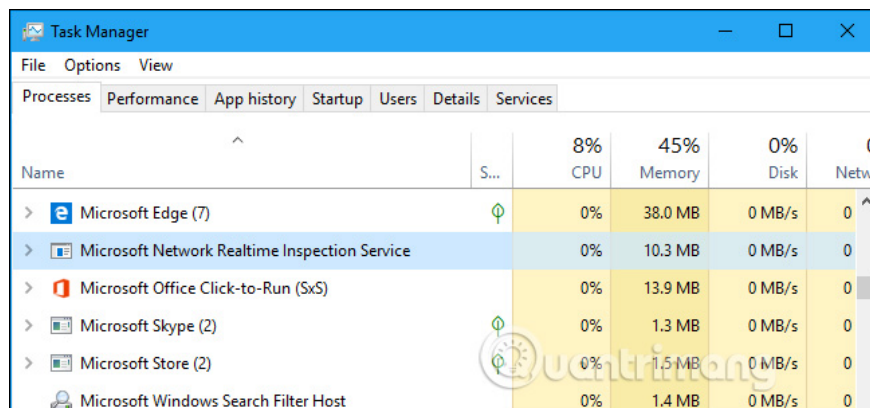 Task Manager
File Options View
Processes Performance App history Startup Users Details Services
8% 45% 0%
Name S... CPU Memory Disk Netw
Microsoft Edge (7) 0% 38.0 MB 0 MB/s 0
Microsoft Network Realtime Inspection Service 0% 10.3 MB 0 MB/s 0
Microsoft Office Click-to-Run (SxS) 0% 13.9 MB 0 MB/s 0
Microsoft Skype (2) 0% 1.3 MB 0 MB/s 0
Microsoft Store (2) 0% 1.5 MB 0 MB/s 0
Quantrimang
Microsoft Windows Search Filter Host 0% 1.4 MB 0 MB/s 0